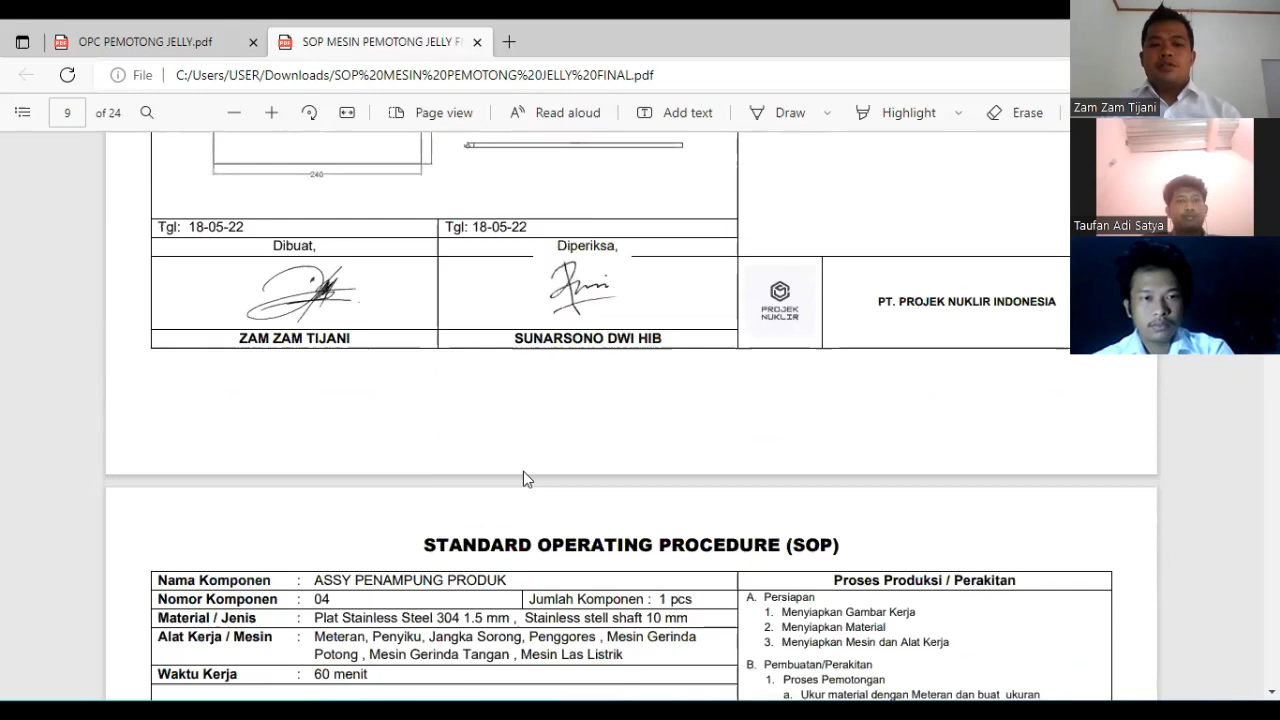 OPC PEMOTONG JELLY.pdf
SOP MESIN PEMOTONG JELLY F
File C:/Users/USER/Downloads/SOP%20MESIN%20PEMOTONG%20JELLY%20FINAL.pdf
9 of 24 Page view Read aloud Add text Draw Highlight Erase
Zam Zam Tijani
Taufan Adi Satya
240
Tgl: 18-05-22 Tgl: 18-05-22
Dibuat, Diperiksa,
PROJEK
NUKLIR
PT. PROJEK NUKLIR INDONESIA
ZAM ZAM TIJANI SUNARSONO DWI HIB
STANDARD OPERATING PROCEDURE (SOP)
Nama Komponen : ASSY PENAMPUNG PRODUK
Nomor Komponen : 04 Jumlah Komponen : 1 pcs
Material / Jenis : Plat Stainless Steel 304 1.5 mm , Stainless stell shaft 10 mm
Alat Kerja / Mesin : Meteran, Penyiku, Jangka Sorong, Penggores , Mesin Gerinda
Potong , Mesin Gerinda Tangan , Mesin Las Listrik
Waktu Kerja : 60 menit
Proses Produksi / Perakitan
A. Persiapan
1. Menyiapkan Gambar Kerja
2. Menyiapkan Material
3. Menyiapkan Mesin dan Alat Kerja
B. Pembuatan/Perakitan
1. Proses Pemotongan
a. Ukur material dengan Meteran dan buat ukuran